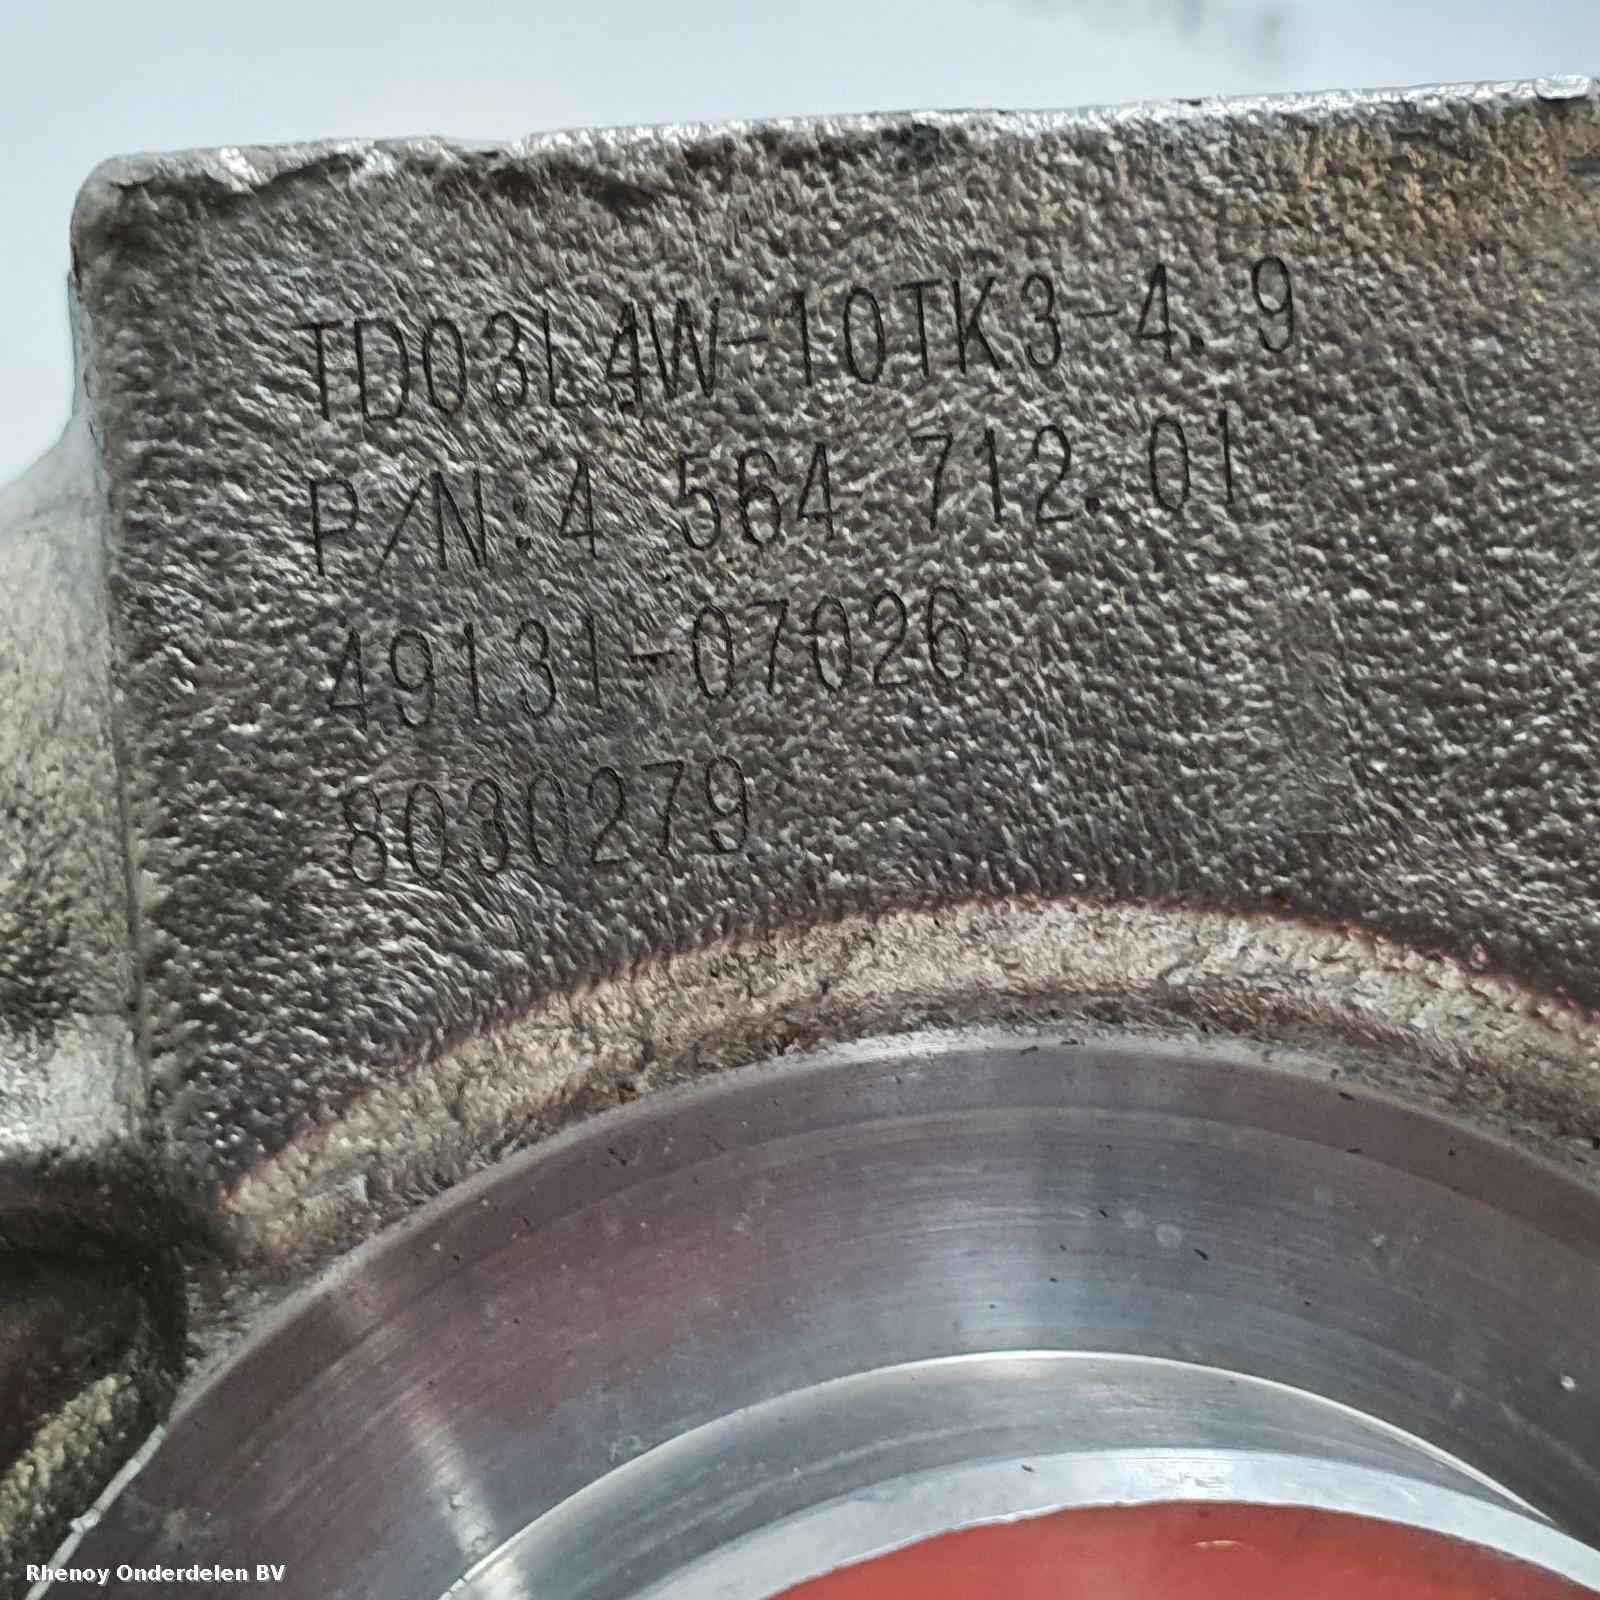 TD03L4W-10TK3-4.9
P/N:4 564 712.01
49131-07026
8030279
Rhenoy Onderdelen BV